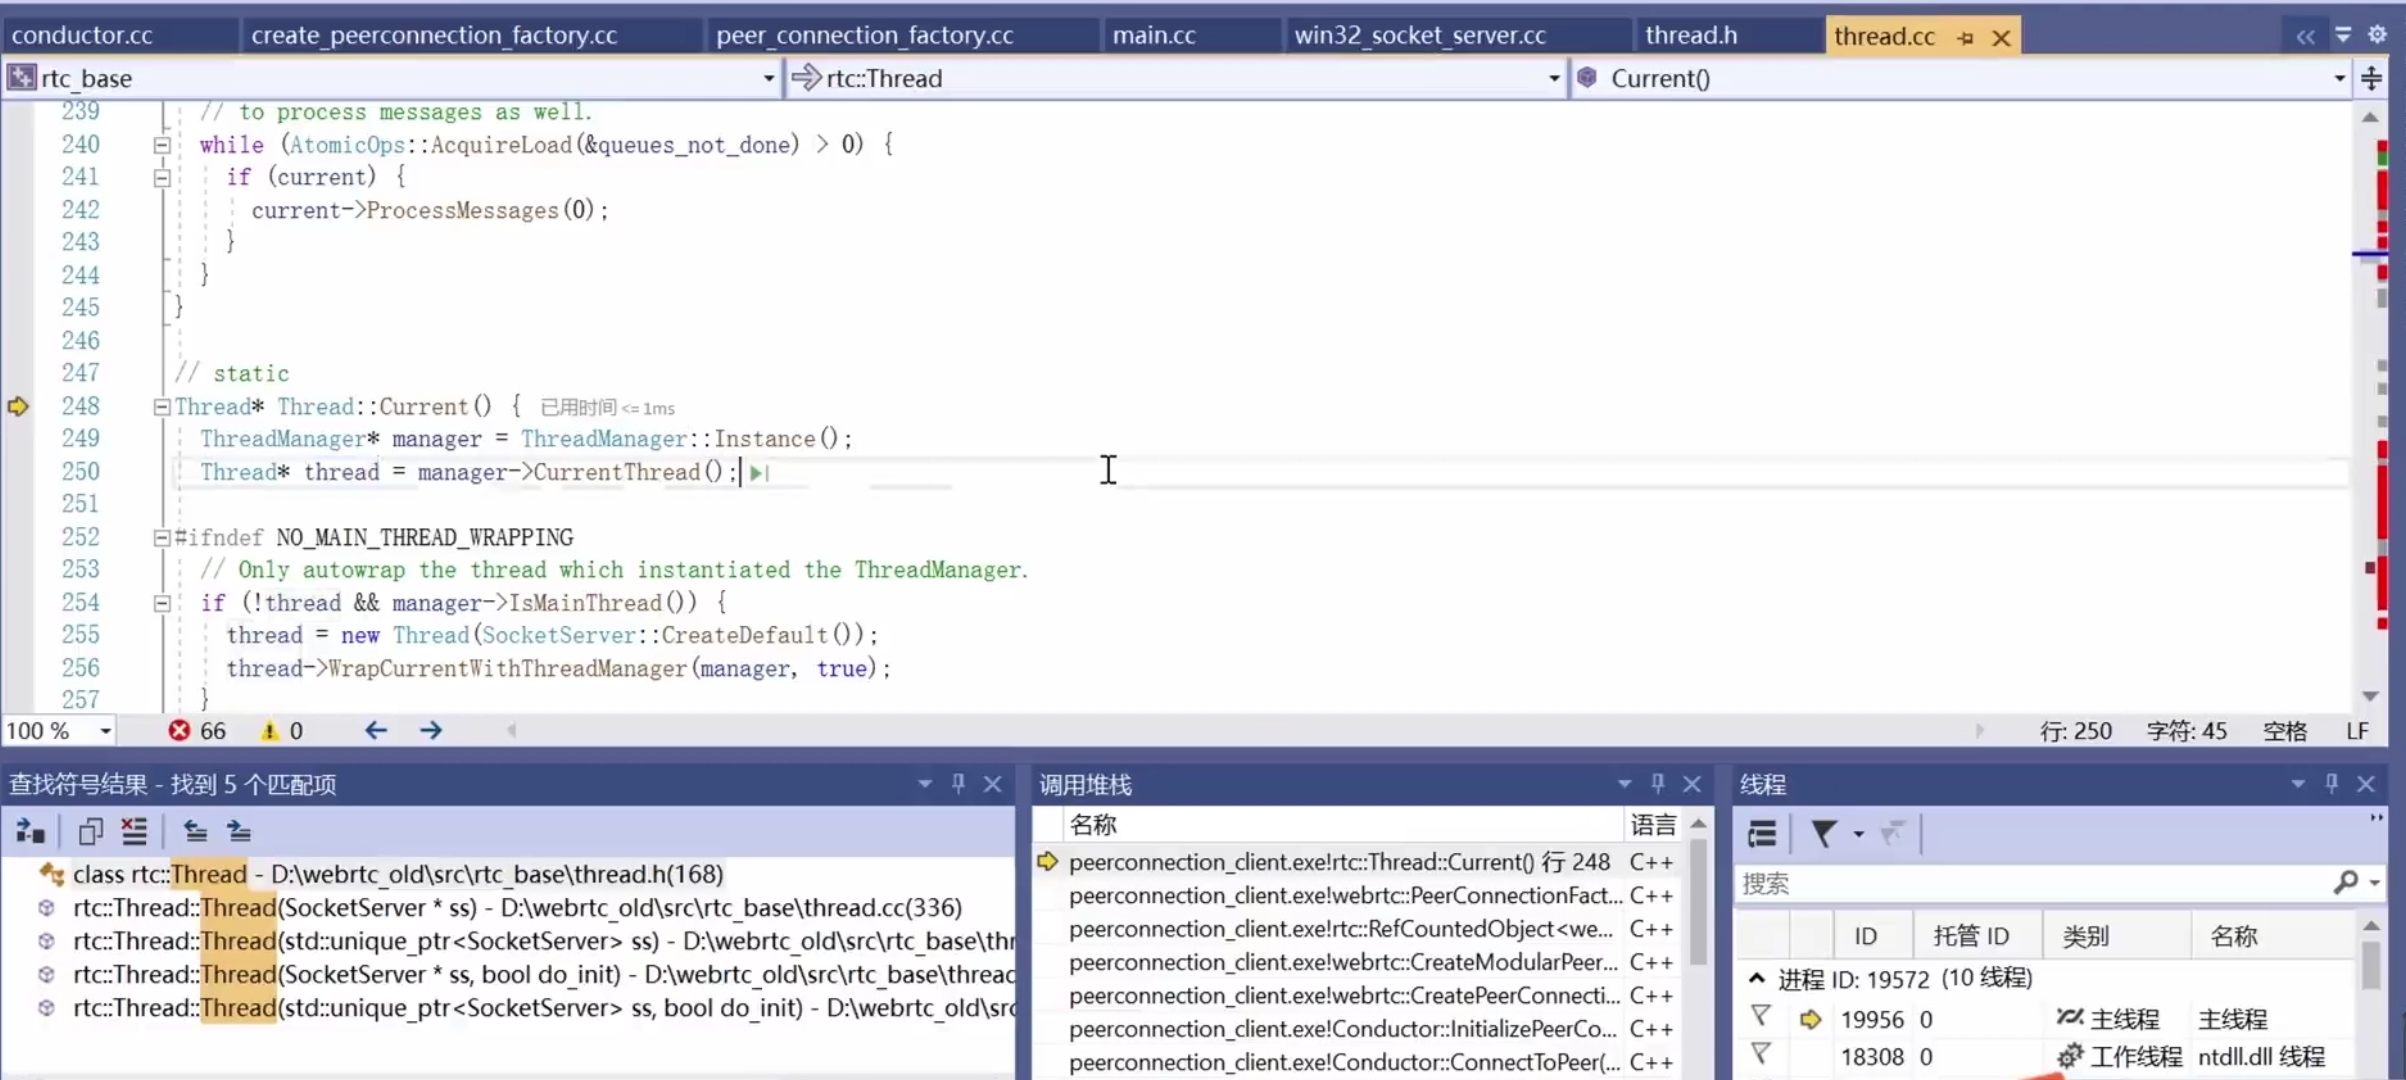 conductor.cc create_peerconnection_factory.cc peer_connection_factory.cc main.cc win32_socket_server.cc thread.h thread.cc
rtc_base rtc::Thread Current()
239 // to process messages as well.
240 while (AtomicOps::AcquireLoad(&queues_not_done) > 0) {
241 if (current) {
242 current->ProcessMessages(0);
243 }
244 }
245 }
246
247 // static
248 Thread* Thread::Current() { 已用时间 <= 1ms
249 ThreadManager* manager = ThreadManager::Instance();
250 Thread* thread = manager->CurrentThread();
251
252 #ifndef NO_MAIN_THREAD_WRAPPING
253 // Only autowrap the thread which instantiated the ThreadManager.
254 if (!thread && manager->IsMainThread()) {
255 thread = new Thread(SocketServer::CreateDefault());
256 thread->WrapCurrentWithThreadManager(manager, true);
257 }
100 % 66 0 行: 250 字符: 45 空格 LF
查找符号结果 - 找到 5 个匹配项
class rtc::Thread - D:\webrtc_old\src\rtc_base\thread.h(168)
rtc::Thread::Thread(SocketServer * ss) - D:\webrtc_old\src\rtc_base\thread.cc(336)
rtc::Thread::Thread(std::unique_ptr<SocketServer> ss) - D:\webrtc_old\src\rtc_base\thr
rtc::Thread::Thread(SocketServer * ss, bool do_init) - D:\webrtc_old\src\rtc_base\thread
rtc::Thread::Thread(std::unique_ptr<SocketServer> ss, bool do_init) - D:\webrtc_old\src
调用堆栈
名称 语言
peerconnection_client.exe!rtc::Thread::Current() 行 248 C++
peerconnection_client.exe!webrtc::PeerConnectionFact... C++
peerconnection_client.exe!rtc::RefCountedObject<we... C++
peerconnection_client.exe!webrtc::CreateModularPeer... C++
peerconnection_client.exe!webrtc::CreatePeerConnecti... C++
peerconnection_client.exe!Conductor::InitializePeerCo... C++
peerconnection_client.exe!Conductor::ConnectToPeer(... C++
线程
搜索
ID 托管 ID 类别 名称
进程 ID: 19572 (10 线程)
19956 0 主线程 主线程
18308 0 工作线程 ntdll.dll 线程